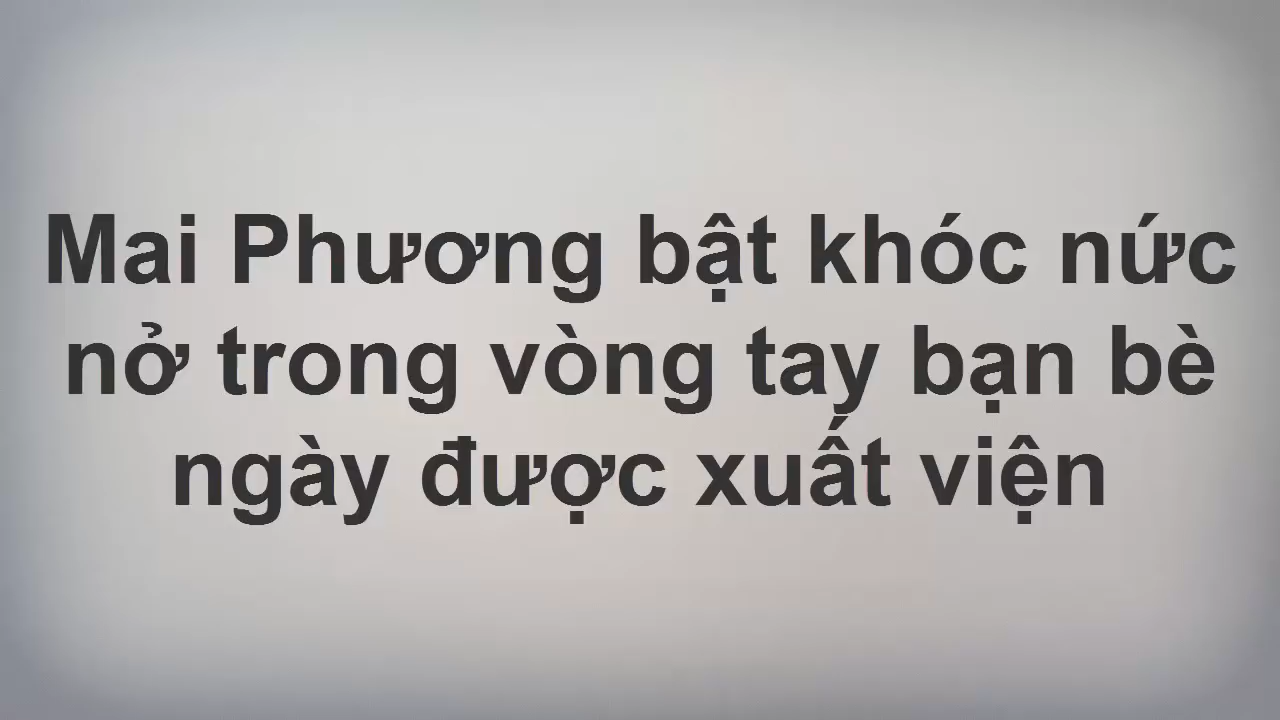 Mai Phương bật khóc nức
nở trong vòng tay bạn bè
ngày được xuất viện